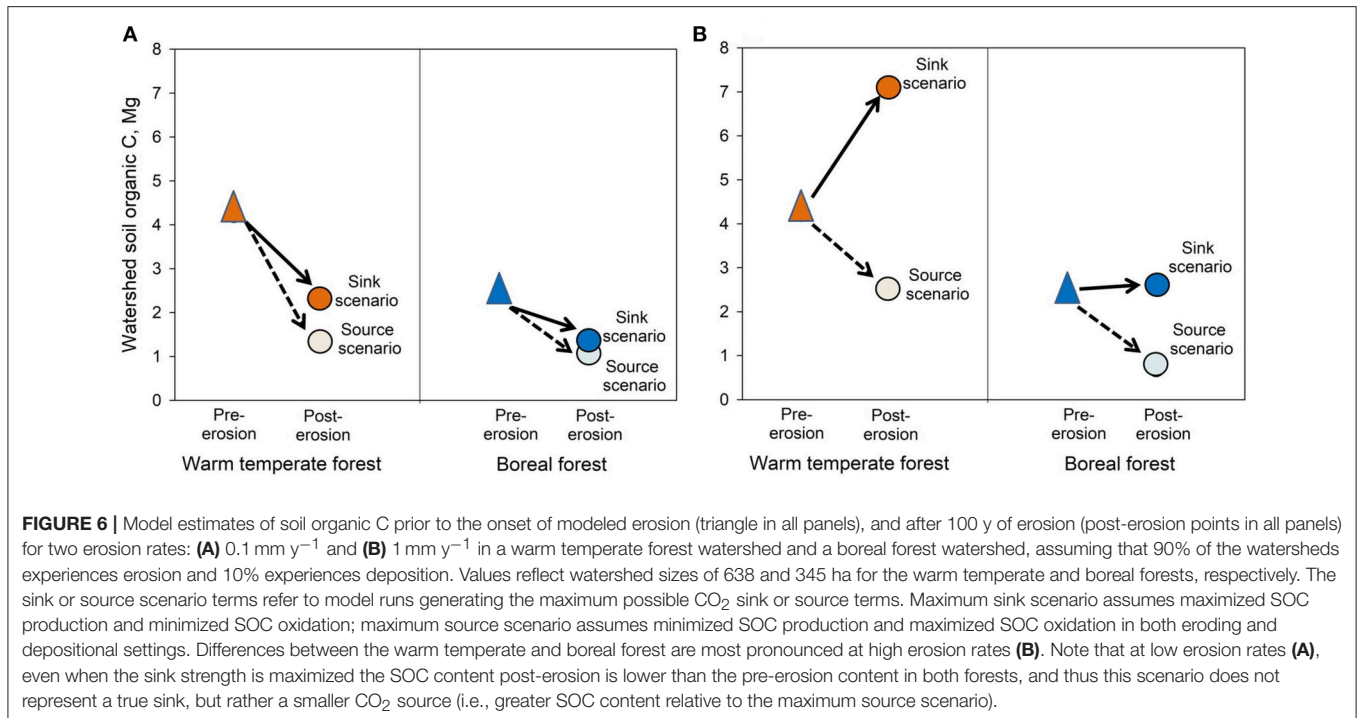 A
B
8
7
6
5
4
3
2
1
0
Watershed soil organic C, Mg
Sink
scenario
Source
scenario
Sink
scenario
Source
scenario
Pre-
erosion
Post-
erosion
Pre-
erosion
Post-
erosion
Warm temperate forest
Boreal forest
8
7
6
5
4
3
2
1
0
Sink
scenario
Source
scenario
Sink
scenario
Source
scenario
Pre-
erosion
Post-
erosion
Pre-
erosion
Post-
erosion
Warm temperate forest
Boreal forest
FIGURE 6 | Model estimates of soil organic C prior to the onset of modeled erosion (triangle in all panels), and after 100 y of erosion (post-erosion points in all panels)
for two erosion rates: (A) 0.1 mm y−1 and (B) 1 mm y−1 in a warm temperate forest watershed and a boreal forest watershed, assuming that 90% of the watersheds
experiences erosion and 10% experiences deposition. Values reflect watershed sizes of 638 and 345 ha for the warm temperate and boreal forests, respectively. The
sink or source scenario terms refer to model runs generating the maximum possible CO2 sink or source terms. Maximum sink scenario assumes maximized SOC
production and minimized SOC oxidation; maximum source scenario assumes minimized SOC production and maximized SOC oxidation in both eroding and
depositional settings. Differences between the warm temperate and boreal forest are most pronounced at high erosion rates (B). Note that at low erosion rates (A),
even when the sink strength is maximized the SOC content post-erosion is lower than the pre-erosion content in both forests, and thus this scenario does not
represent a true sink, but rather a smaller CO2 source (i.e., greater SOC content relative to the maximum source scenario).